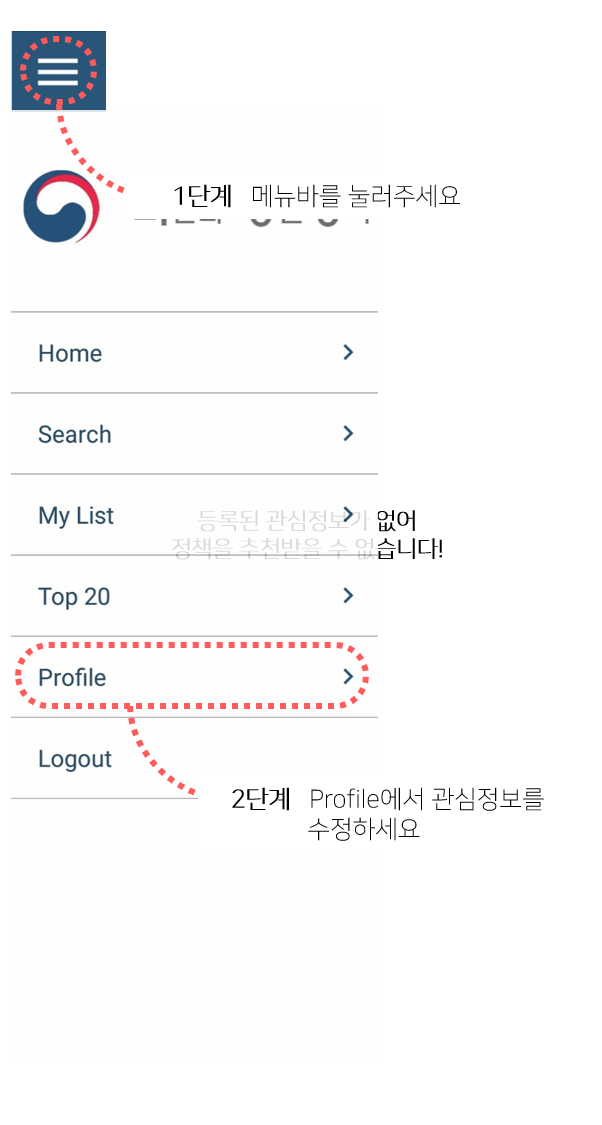 1단계 메뉴바를 눌러주세요
Home
Search
My List
등록된 관심정보가 없어
정책을 추천받을 수 없습니다!
Top 20
Profile
Logout
2단계 Profile에서 관심정보를
수정하세요